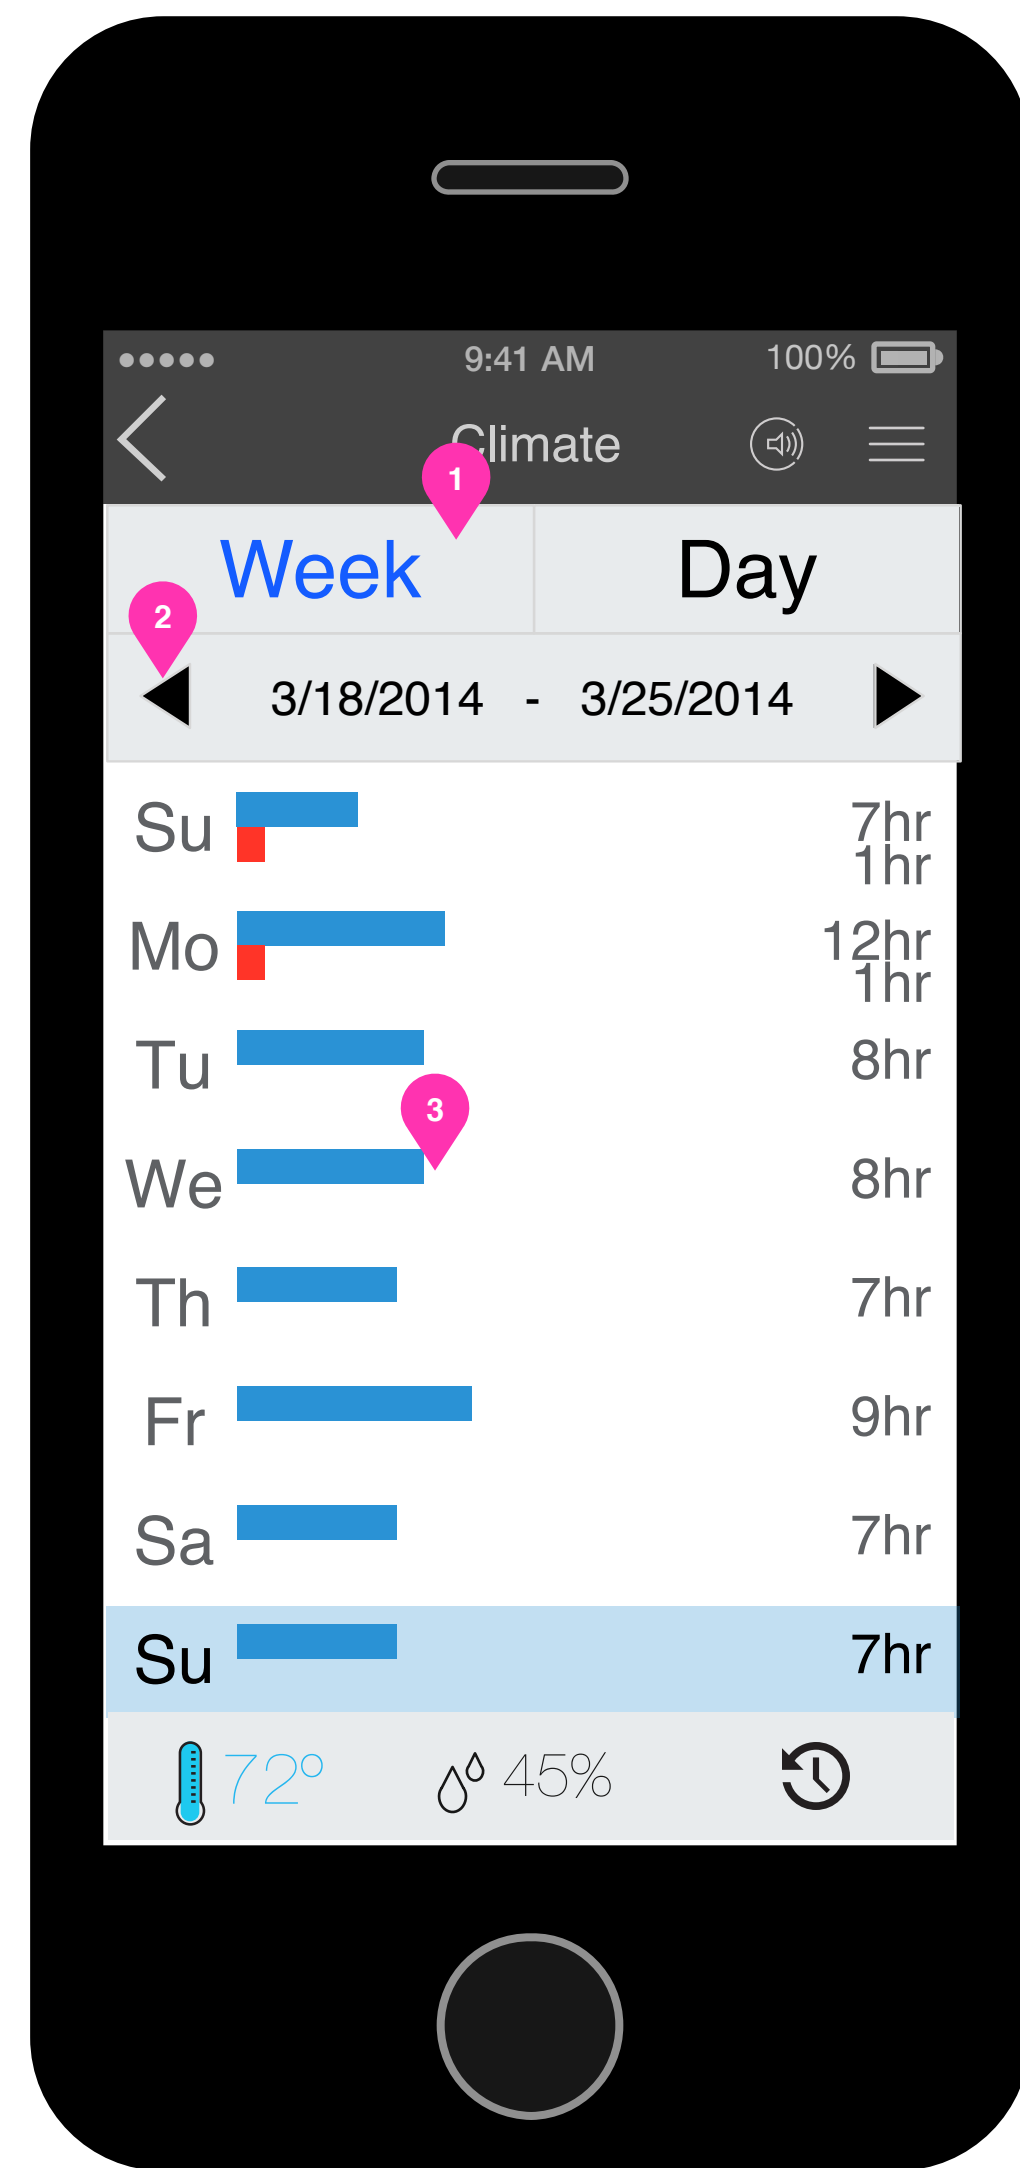 9:41 AM 100%
Climate
1
Week Day
2
3/18/2014 - 3/25/2014
Su 7hr
1hr
Mo 12hr
1hr
Tu 8hr
3
We 8hr
Th 7hr
Fr 9hr
Sa 7hr
Su 7hr
72° 45%